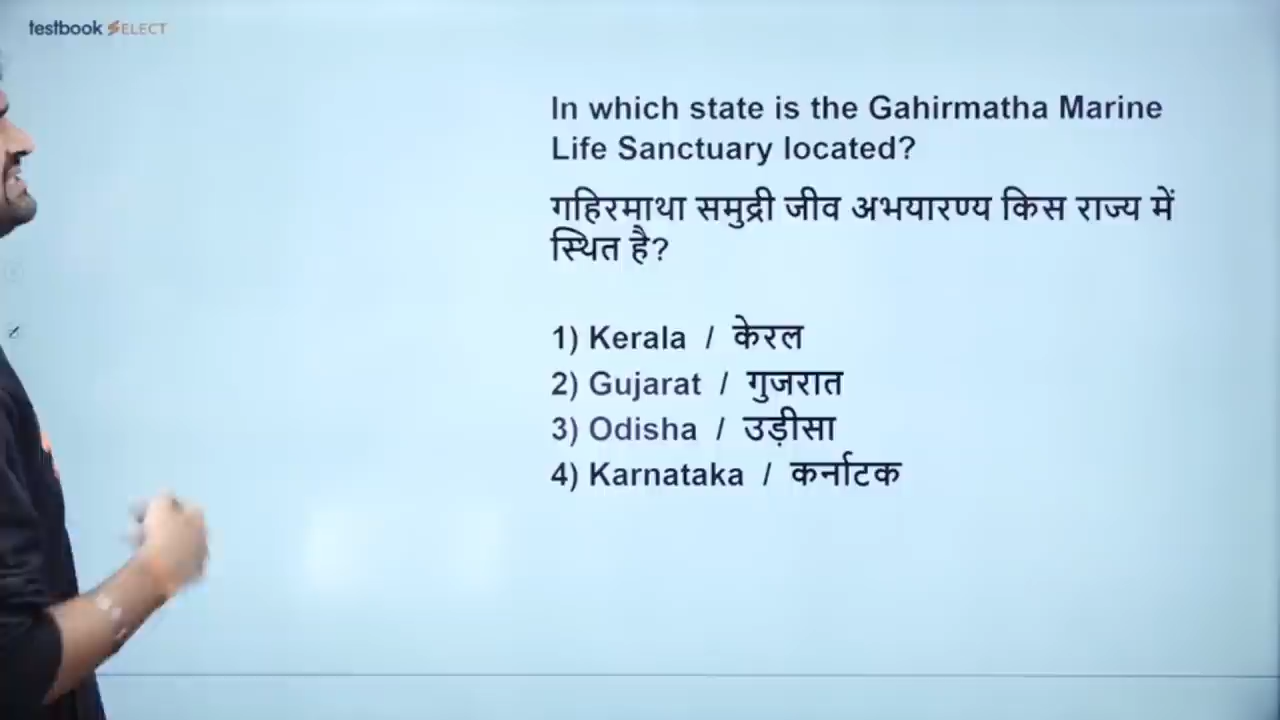 testbook SELECT
In which state is the Gahirmatha Marine
Life Sanctuary located?
गहिरमाथा समुद्री जीव अभयारण्य किस राज्य में
स्थित है?
1) Kerala / केरल
2) Gujarat / गुजरात
3) Odisha / उड़ीसा
4) Karnataka / कर्नाटक